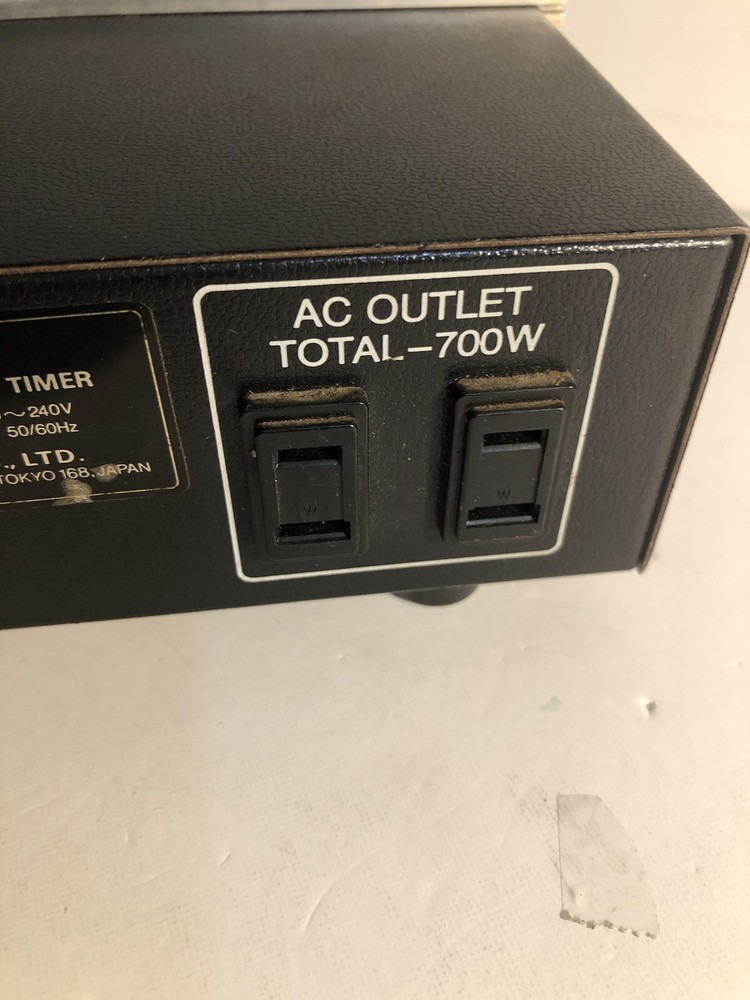 TIMER
~240V
50/60Hz
., LTD.
TOKYO 168, JAPAN
AC OUTLET
TOTAL-700W
W
W